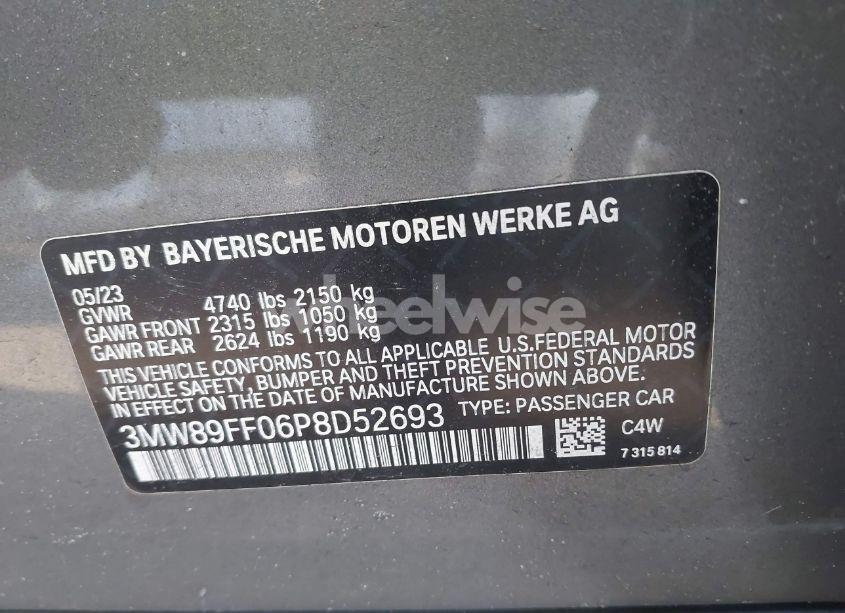 MFD BY BAYERISCHE MOTOREN WERKE AG
05/23
GVWR 4740 lbs 2150 kg
GAWR FRONT 2315 lbs 1050 kg
GAWR REAR 2624 lbs 1190 kg
THIS VEHICLE CONFORMS TO ALL APPLICABLE U.S.FEDERAL MOTOR
VEHICLE SAFETY, BUMPER AND THEFT PREVENTION STANDARDS
IN EFFECT ON THE DATE OF MANUFACTURE SHOWN ABOVE.
3MW89FF06P8D52693 TYPE: PASSENGER CAR
C4W
7 315 814
wheelwise